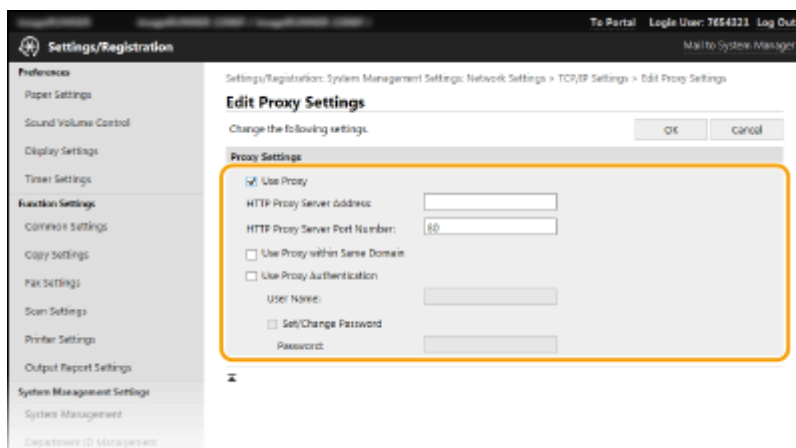 To Portal Login User: 7654321 Log Out
Settings/Registration
Mail to System Manager
Preferences
Paper Settings
Sound Volume Control
Display Settings
Timer Settings
Function Settings
Common Settings
Copy Settings
Fax Settings
Scan Settings
Printer Settings
Output Report Settings
System Management Settings
System Management
Department ID Management
Settings/Registration: System Management Settings: Network Settings > TCP/IP Settings > Edit Proxy Settings
Edit Proxy Settings
Change the following settings.
OK
Cancel
Proxy Settings
Use Proxy
HTTP Proxy Server Address:
HTTP Proxy Server Port Number: 80
Use Proxy within Same Domain
Use Proxy Authentication
User Name:
Set/Change Password
Password: